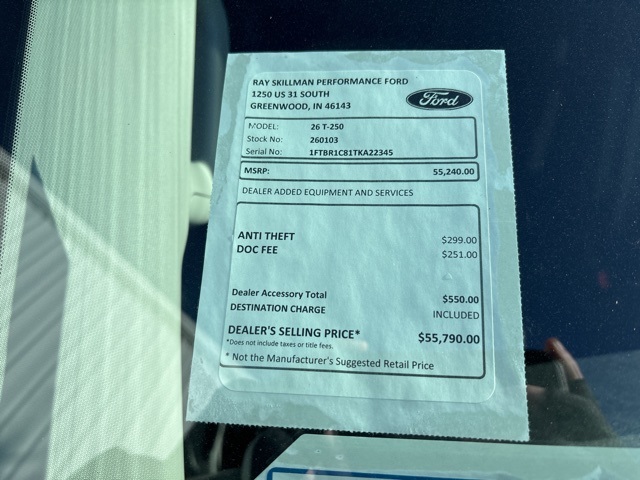 RAY SKILLMAN PERFORMANCE FORD
1250 US 31 SOUTH
GREENWOOD, IN 46143
Ford
MODEL: 26 T-250
Stock No: 260103
Serial No: 1FTBR1C81TKA22345
MSRP: 55,240.00
DEALER ADDED EQUIPMENT AND SERVICES
ANTI THEFT $299.00
DOC FEE $251.00
Dealer Accessory Total $550.00
DESTINATION CHARGE INCLUDED
DEALER'S SELLING PRICE* $55,790.00
*Does not include taxes or title fees.
* Not the Manufacturer's Suggested Retail Price